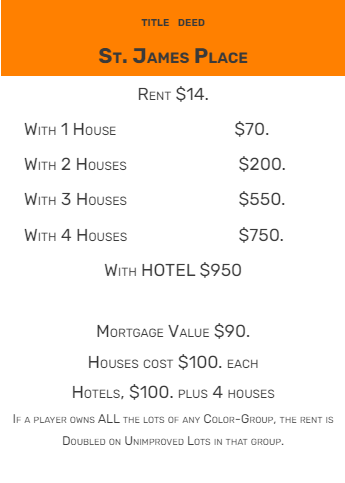 TITLE DEED
St. James Place
Rent $14.
With 1 House $70.
With 2 Houses $200.
With 3 Houses $550.
With 4 Houses $750.
With HOTEL $950
Mortgage Value $90.
Houses cost $100. each
Hotels, $100. plus 4 houses
If a player owns ALL the lots of any Color-Group, the rent is
Doubled on Unimproved Lots in that group.